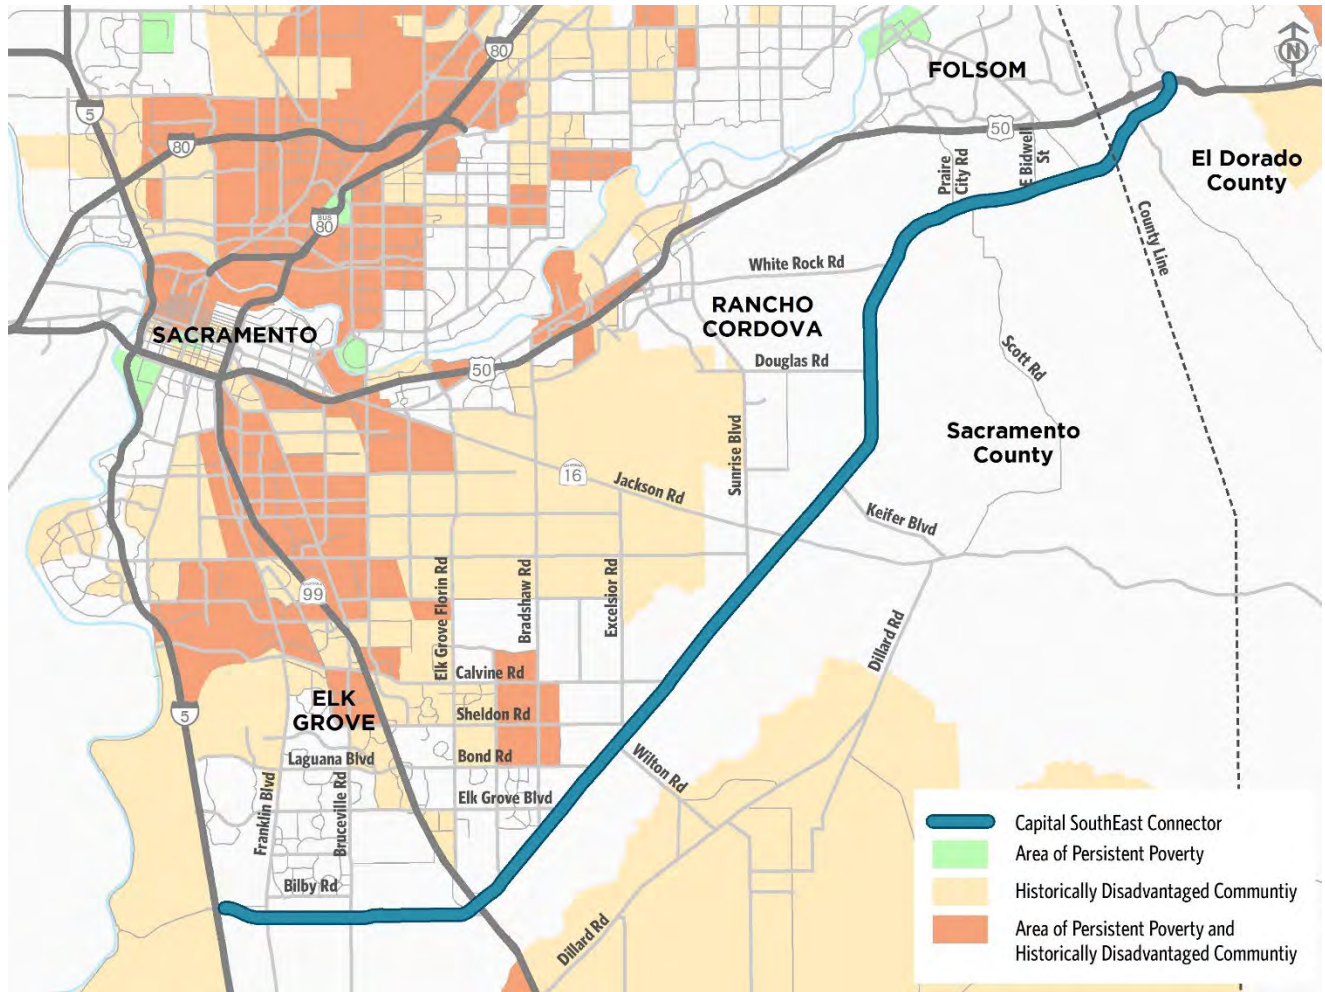 80
N
FOLSOM
5
50
80
Prairie
City Rd
E Bidwell
St
El Dorado
County
BUS
80
County Line
White Rock Rd
RANCHO
CORDOVA
SACRAMENTO
Scott Rd
Douglas Rd
50
Sunrise Blvd
Sacramento
County
16
Jackson Rd
Keifer Blvd
99
Elk Grove Florin Rd
Bradshaw Rd
Excelsior Rd
Dillard Rd
Calvine Rd
ELK
GROVE
5
Sheldon Rd
Laguana Blvd
Bond Rd
Wilton Rd
Franklin Blvd
Bruceville Rd
Elk Grove Blvd
Bilby Rd
Dillard Rd
Capital SouthEast Connector
Area of Persistent Poverty
Historically Disadvantaged Communtiy
Area of Persistent Poverty and
Historically Disadvantaged Communtiy